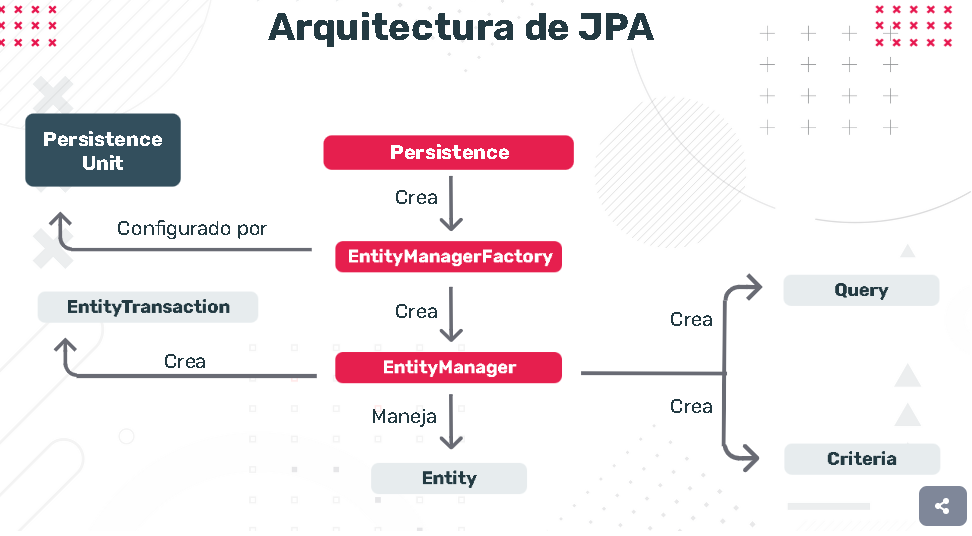 Arquitectura de JPA
Persistence
Unit
Persistence
Crea
Configurado por
EntityManagerFactory
EntityTransaction
Crea
Crea
Query
Crea
EntityManager
Maneja
Crea
Entity
Criteria